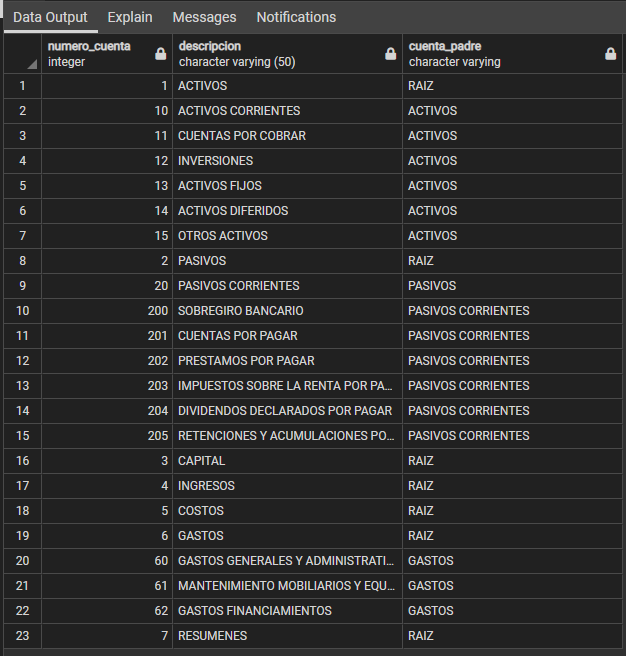 Data Output Explain Messages Notifications
numero_cuenta descripcion cuenta_padre
integer character varying (50) character varying
1 1 ACTIVOS RAIZ
2 10 ACTIVOS CORRIENTES ACTIVOS
3 11 CUENTAS POR COBRAR ACTIVOS
4 12 INVERSIONES ACTIVOS
5 13 ACTIVOS FIJOS ACTIVOS
6 14 ACTIVOS DIFERIDOS ACTIVOS
7 15 OTROS ACTIVOS ACTIVOS
8 2 PASIVOS RAIZ
9 20 PASIVOS CORRIENTES PASIVOS
10 200 SOBREGIRO BANCARIO PASIVOS CORRIENTES
11 201 CUENTAS POR PAGAR PASIVOS CORRIENTES
12 202 PRESTAMOS POR PAGAR PASIVOS CORRIENTES
13 203 IMPUESTOS SOBRE LA RENTA POR PA... PASIVOS CORRIENTES
14 204 DIVIDENDOS DECLARADOS POR PAGAR PASIVOS CORRIENTES
15 205 RETENCIONES Y ACUMULACIONES PO... PASIVOS CORRIENTES
16 3 CAPITAL RAIZ
17 4 INGRESOS RAIZ
18 5 COSTOS RAIZ
19 6 GASTOS RAIZ
20 60 GASTOS GENERALES Y ADMINISTRATI... GASTOS
21 61 MANTENIMIENTO MOBILIARIOS Y EQU... GASTOS
22 62 GASTOS FINANCIAMIENTOS GASTOS
23 7 RESUMENES RAIZ